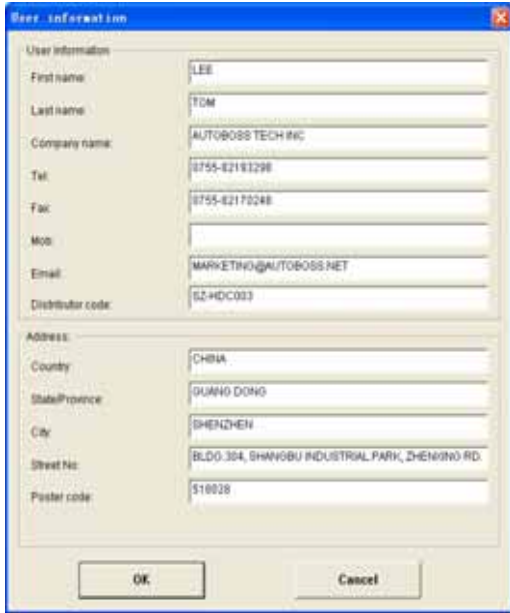 User information
User information
First name: LEE
Last name: TOM
Company name: AUTOBOSS TECH INC
Tel: 0755-82193298
Fax: 0755-82170248
Mob:
Email: MARKETING@AUTOBOSS.NET
Distributor code: SZ-HDC003
Address:
Country: CHINA
State/Province: GUANG DONG
City: SHENZHEN
Street No: BLDG.304, SHANGBU INDUSTRIAL PARK, ZHENXING RD.
Poster code: 518028
OK Cancel